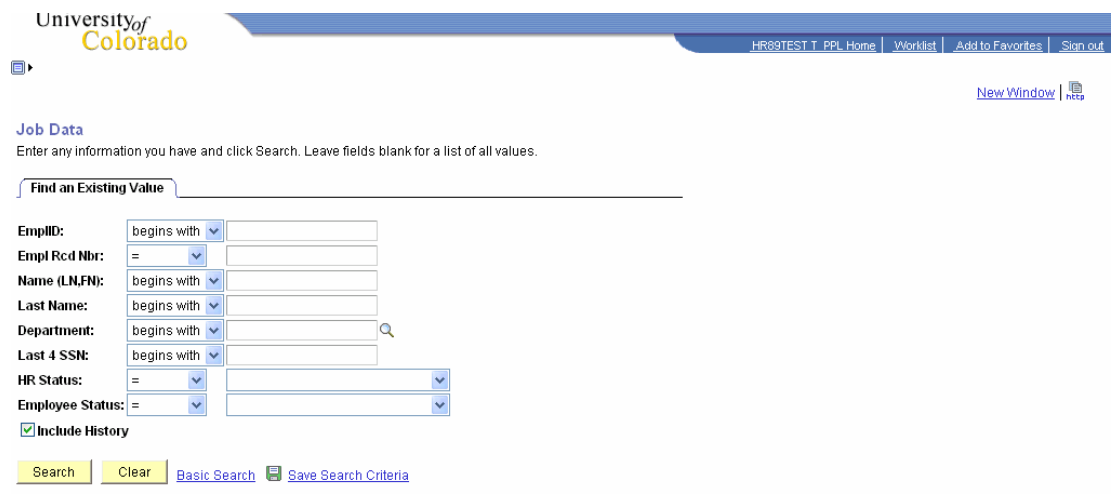 University of
Colorado
HR89TEST T PPL Home | Worklist | Add to Favorites | Sign out
New Window | http
Job Data
Enter any information you have and click Search. Leave fields blank for a list of all values.
Find an Existing Value
EmplID: begins with
Empl Rcd Nbr: =
Name (LN,FN): begins with
Last Name: begins with
Department: begins with
Last 4 SSN: begins with
HR Status: =
Employee Status: =
Include History
Search Clear Basic Search Save Search Criteria